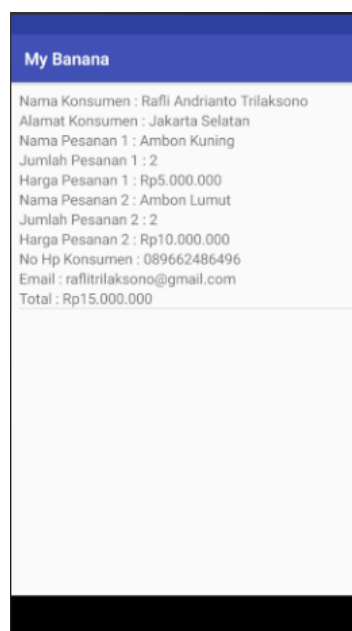 My Banana
Nama Konsumen : Rafli Andrianto Trilaksono
Alamat Konsumen : Jakarta Selatan
Nama Pesanan 1 : Ambon Kuning
Jumlah Pesanan 1 : 2
Harga Pesanan 1 : Rp5.000.000
Nama Pesanan 2 : Ambon Lumut
Jumlah Pesanan 2 : 2
Harga Pesanan 2 : Rp10.000.000
No Hp Konsumen : 089662486496
Email : raflitrilaksono@gmail.com
Total : Rp15.000.000